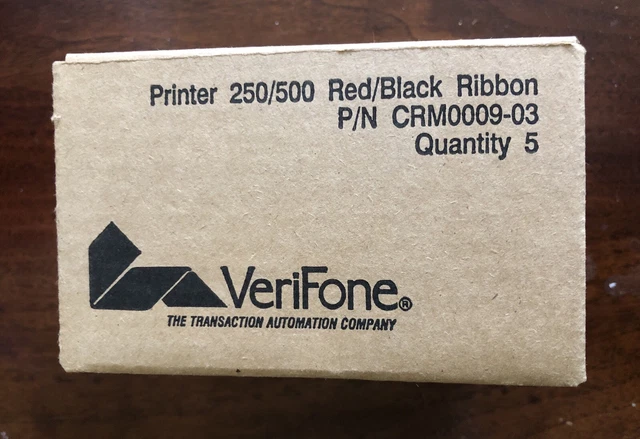 Printer 250/500 Red/Black Ribbon
P/N CRM0009-03
Quantity 5
VeriFone®
THE TRANSACTION AUTOMATION COMPANY